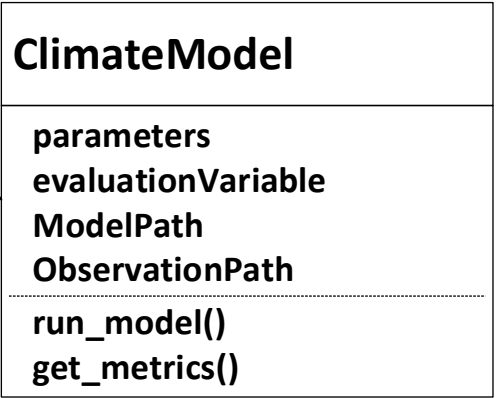 ClimateModel
parameters
evaluationVariable
ModelPath
ObservationPath
run_model()
get_metrics()